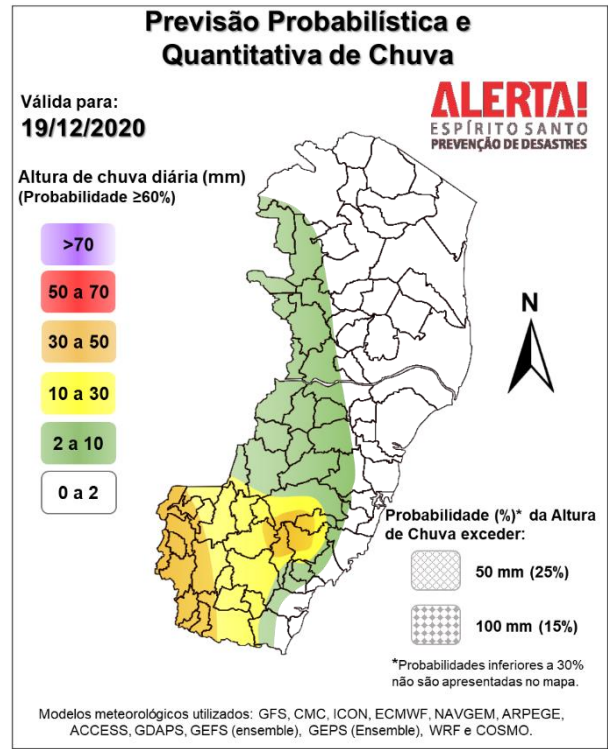 Previsão Probabilística e
Quantitativa de Chuva
Válida para:
19/12/2020
ALERTA!
ESPÍRITO SANTO
PREVENÇÃO DE DESASTRES
Altura de chuva diária (mm)
(Probabilidade ≥60%)
>70
50 a 70
30 a 50
10 a 30
2 a 10
0 a 2
N
Probabilidade (%)* da Altura
de Chuva exceder:
50 mm (25%)
100 mm (15%)
*Probabilidades inferiores a 30%
não são apresentadas no mapa.
Modelos meteorológicos utilizados: GFS, CMC, ICON, ECMWF, NAVGEM, ARPEGE,
ACCESS, GDAPS, GEFS (ensemble), GEPS (Ensemble), WRF e COSMO.